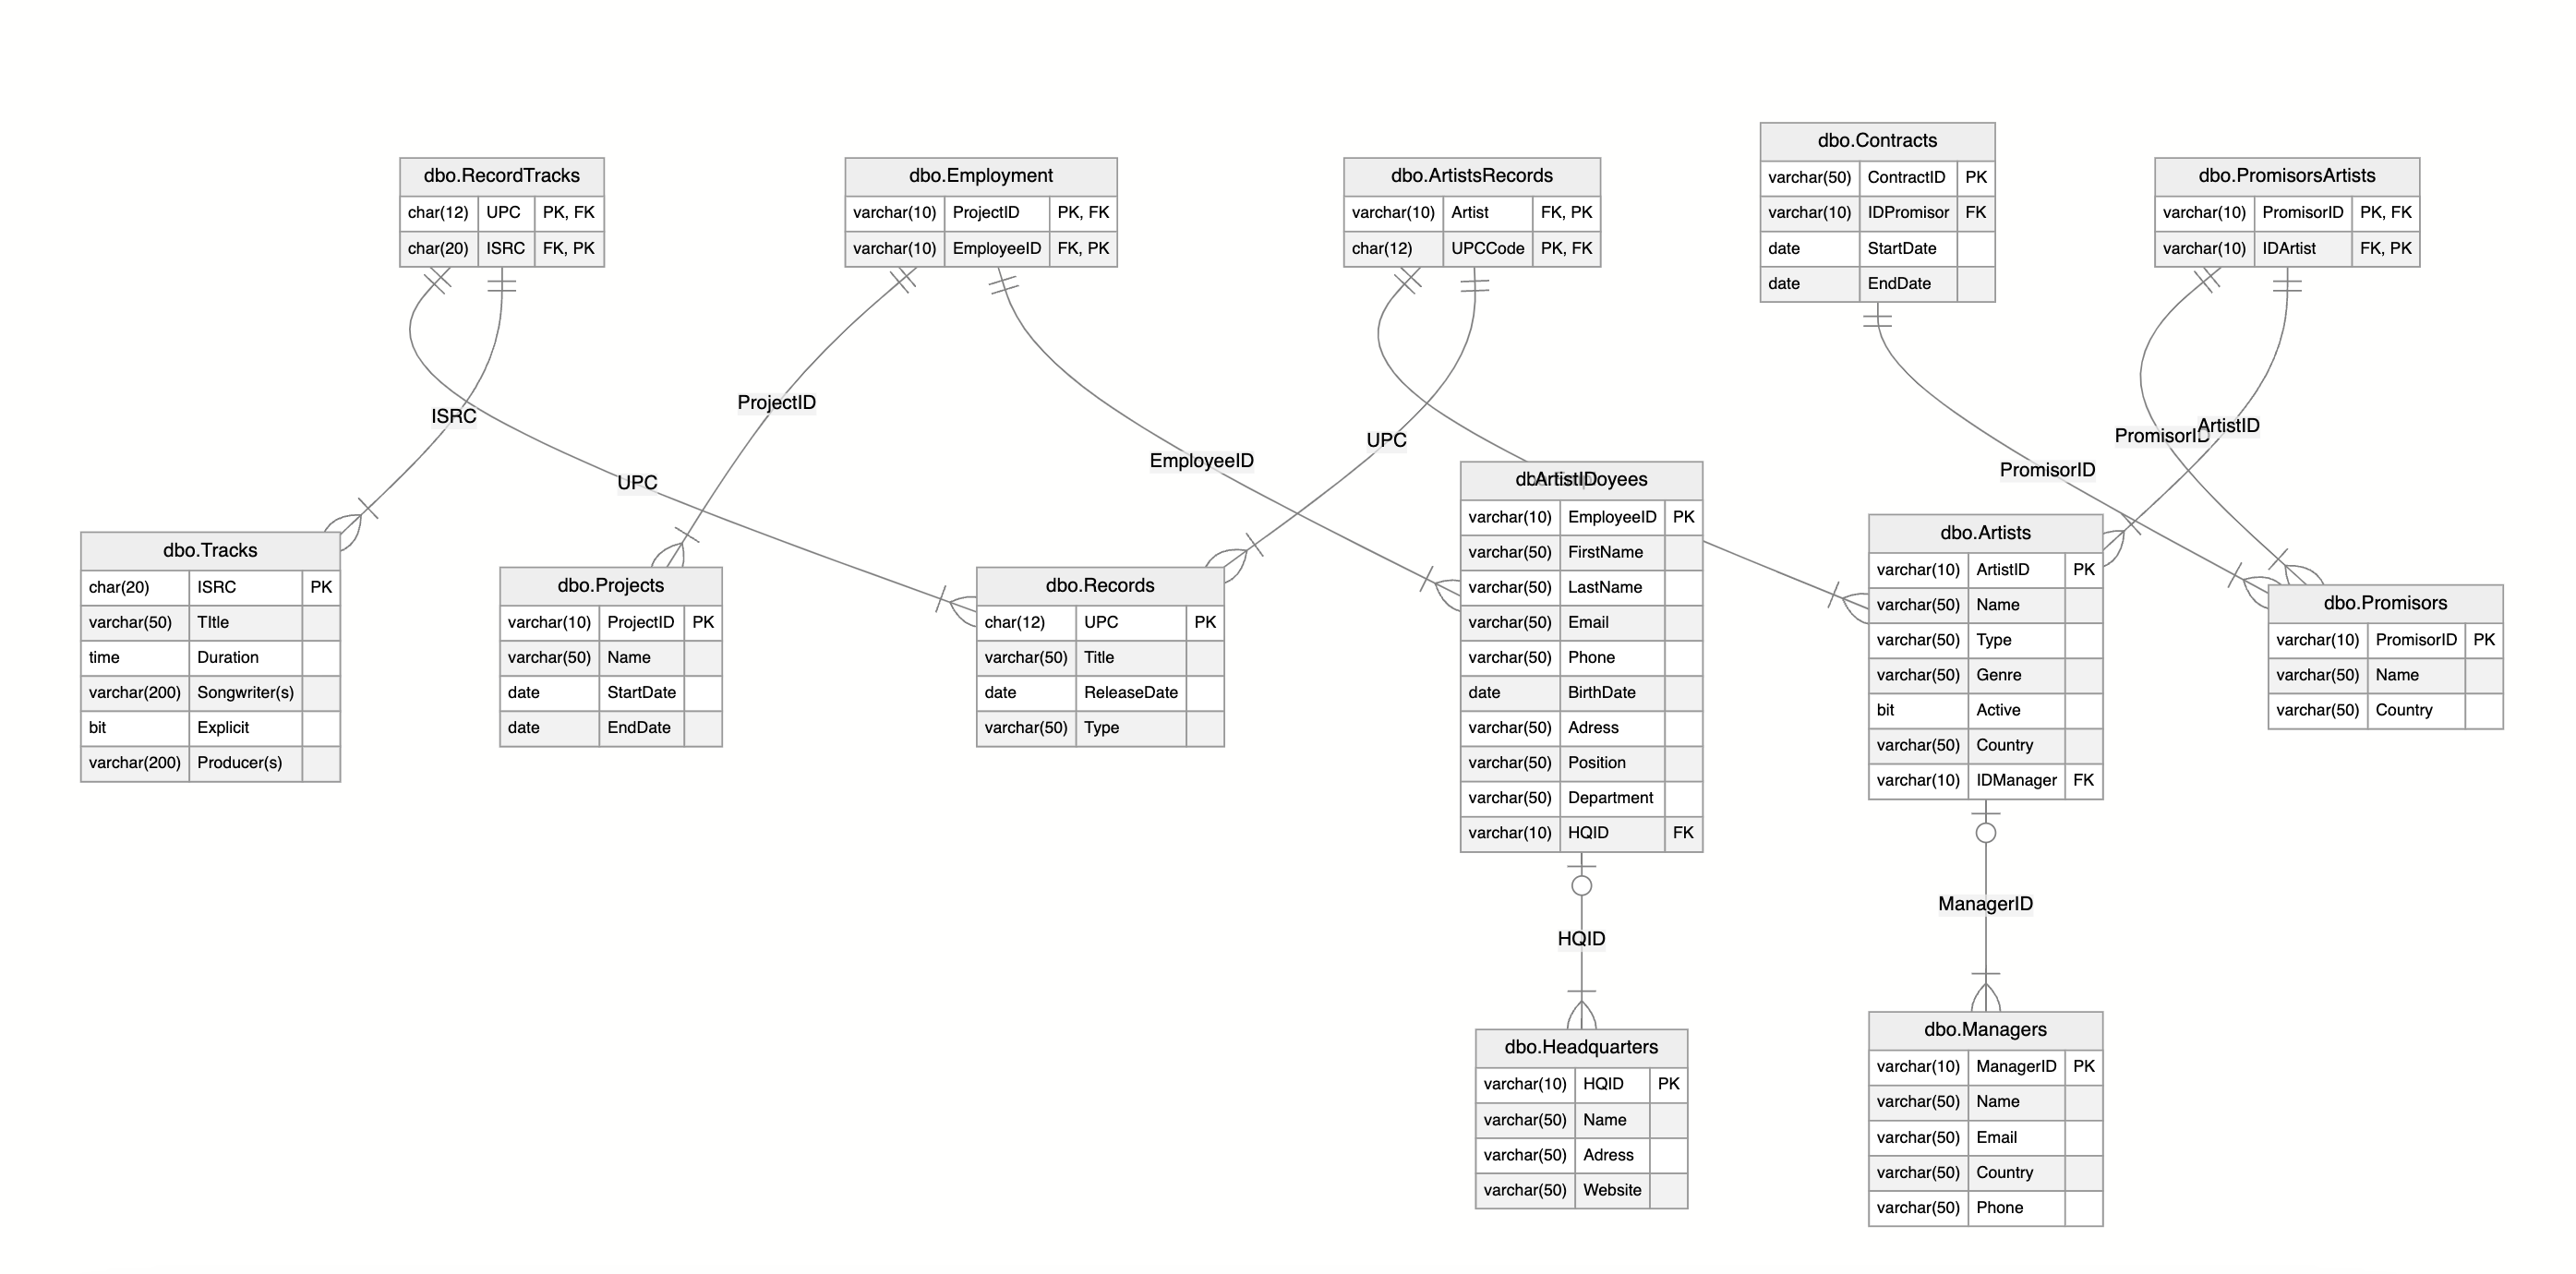 dbo.RecordTracks
char(12) UPC PK, FK
char(20) ISRC FK, PK
dbo.Employment
varchar(10) ProjectID PK, FK
varchar(10) EmployeeID FK, PK
dbo.ArtistsRecords
varchar(10) Artist FK, PK
char(12) UPCCode PK, FK
dbo.Contracts
varchar(50) ContractID PK
varchar(10) IDPromisor FK
date StartDate
date EndDate
dbo.PromisorsArtists
varchar(10) PromisorID PK, FK
varchar(10) IDArtist FK, PK
ISRC
UPC
ProjectID
EmployeeID
UPC
PromisorID
PromisorID
ArtistID
dbo.Tracks
char(20) ISRC PK
varchar(50) TItle
time Duration
varchar(200) Songwriter(s)
bit Explicit
varchar(200) Producer(s)
dbo.Projects
varchar(10) ProjectID PK
varchar(50) Name
date StartDate
date EndDate
dbo.Records
char(12) UPC PK
varchar(50) Title
date ReleaseDate
varchar(50) Type
ArtistID
varchar(10) EmployeeID PK
varchar(50) FirstName
varchar(50) LastName
varchar(50) Email
varchar(50) Phone
date BirthDate
varchar(50) Adress
varchar(50) Position
varchar(50) Department
varchar(10) HQID FK
dbo.Artists
varchar(10) ArtistID PK
varchar(50) Name
varchar(50) Type
varchar(50) Genre
bit Active
varchar(50) Country
varchar(10) IDManager FK
dbo.Promisors
varchar(10) PromisorID PK
varchar(50) Name
varchar(50) Country
HQID
ManagerID
dbo.Headquarters
varchar(10) HQID PK
varchar(50) Name
varchar(50) Adress
varchar(50) Website
dbo.Managers
varchar(10) ManagerID PK
varchar(50) Name
varchar(50) Email
varchar(50) Country
varchar(50) Phone